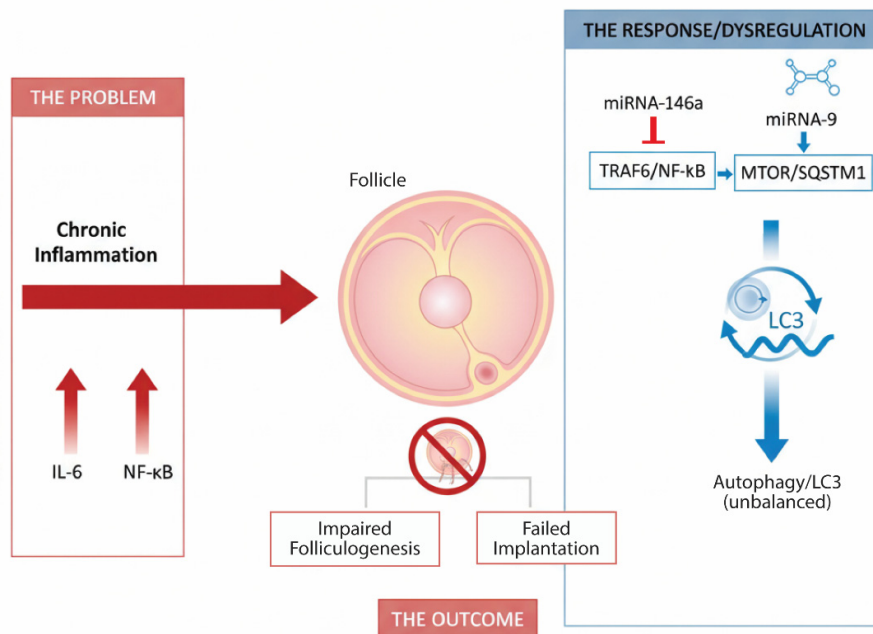 THE PROBLEM
Chronic
Inflammation
IL-6
NF-κB
Follicle
Impaired
Folliculogenesis
Failed
Implantation
THE OUTCOME
THE RESPONSE/DYSREGULATION
miRNA-146a
miRNA-9
TRAF6/NF-kB
MTOR/SQSTM1
LC3
Autophagy/LC3
(unbalanced)